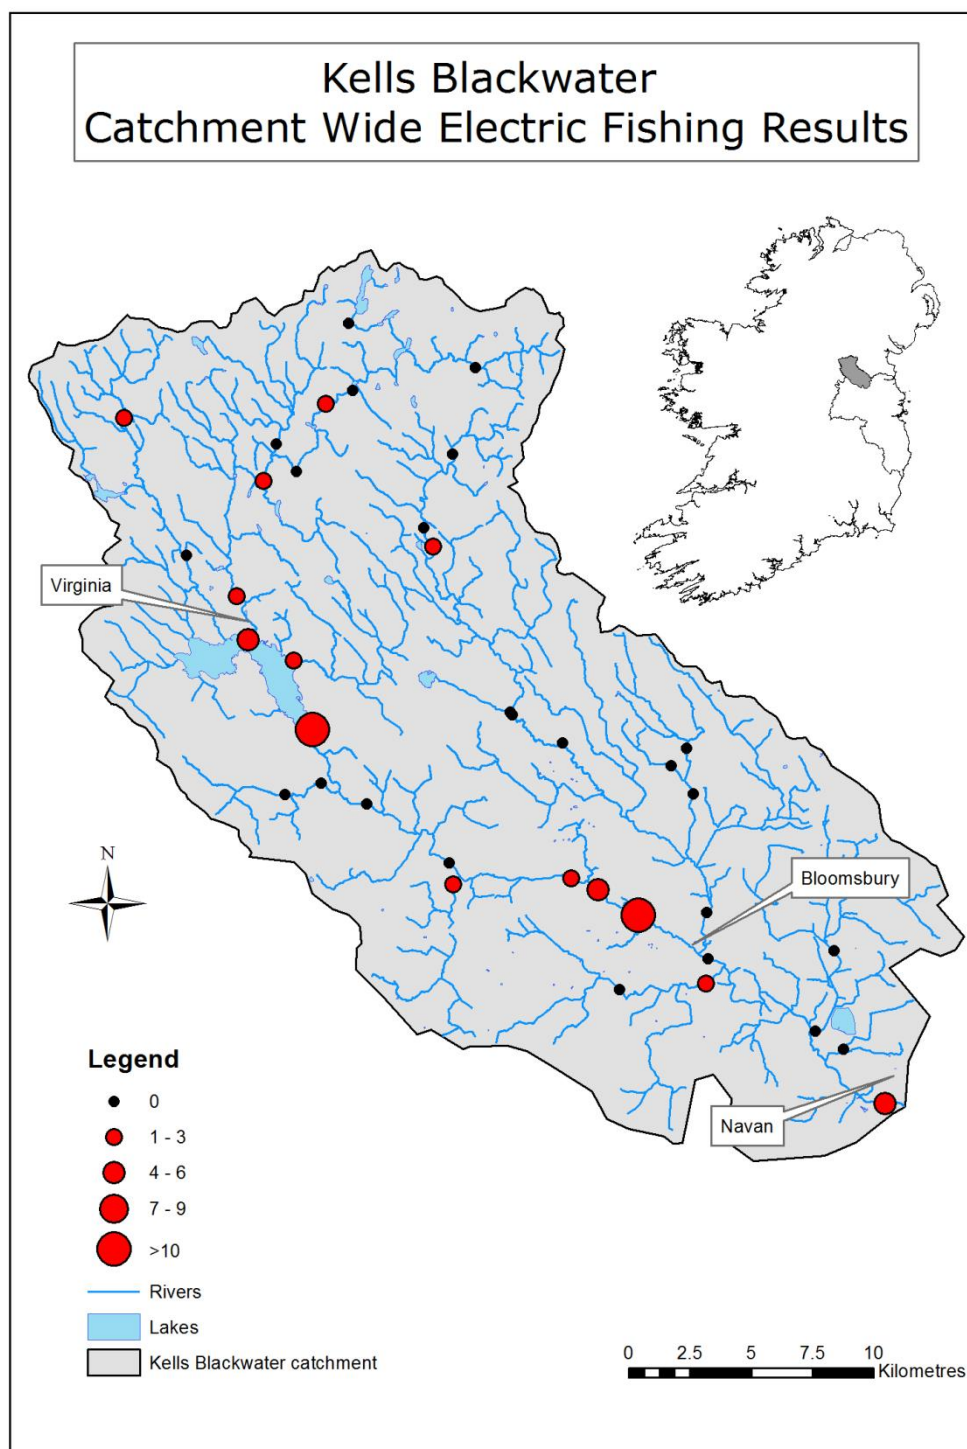 Kells Blackwater
Catchment Wide Electric Fishing Results
Virginia
N
Bloomsbury
Navan
Legend
0
1 - 3
4 - 6
7 - 9
>10
Rivers
Lakes
Kells Blackwater catchment
0 2.5 5 7.5 10
Kilometres